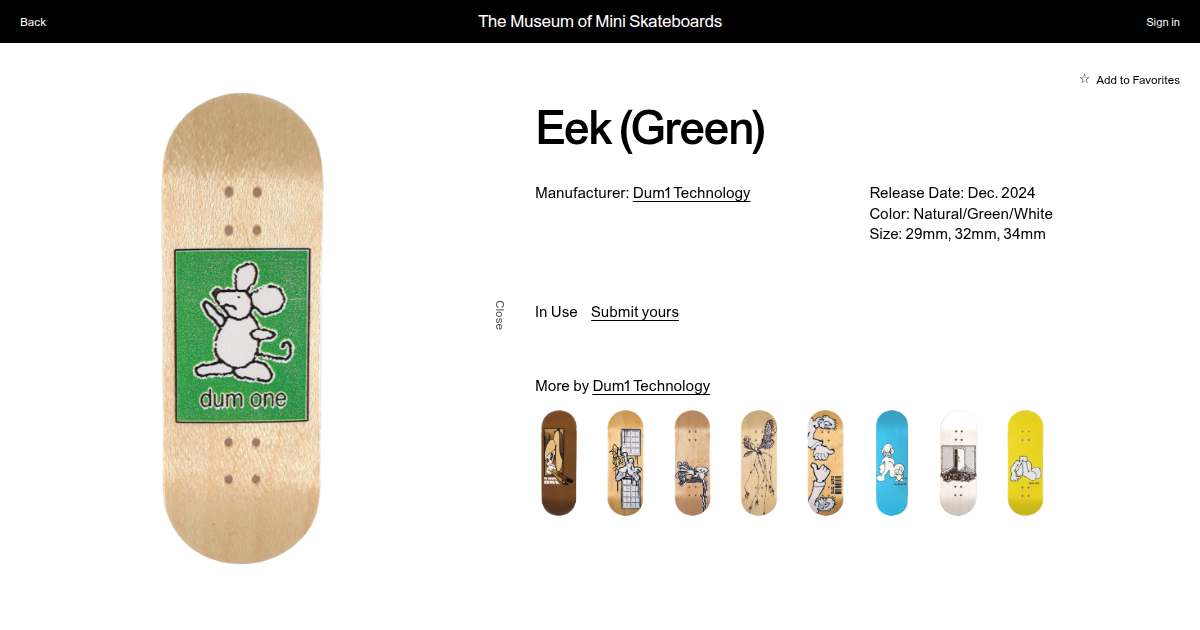 Back
The Museum of Mini Skateboards
Sign in
☆ Add to Favorites
Eek (Green)
Manufacturer: Dum1 Technology
Release Date: Dec. 2024
Color: Natural/Green/White
Size: 29mm, 32mm, 34mm
dum one
Close
In Use Submit yours
More by Dum1 Technology